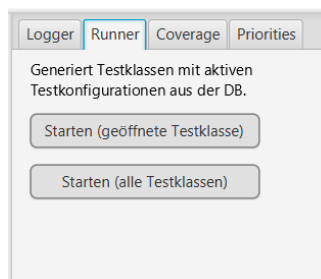 Logger Runner Coverage Priorities
Generiert Testklassen mit aktiven
Testkonfigurationen aus der DB.
Starten (geöffnete Testklasse)
Starten (alle Testklassen)